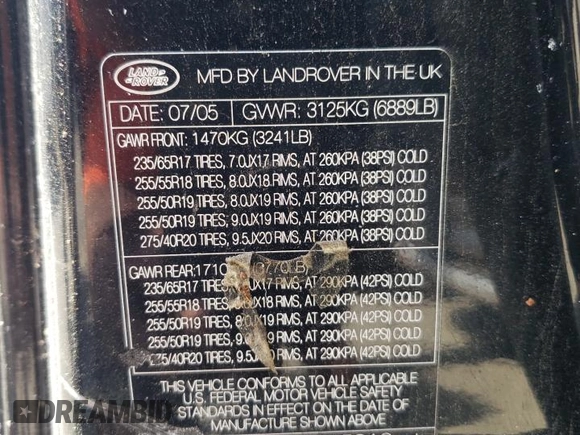 LAND
ROVER
MFD BY LANDROVER IN THE UK
DATE: 07/05 GVWR: 3125KG (6889LB)
GAWR FRONT: 1470KG (3241LB)
235/65R17 TIRES, 7.0JX17 RIMS, AT 260KPA (38PSI) COLD
255/55R18 TIRES, 8.0JX18 RIMS, AT 260KPA (38PSI) COLD
255/50R19 TIRES, 8.0JX19 RIMS, AT 260KPA (38PSI) COLD
255/50R19 TIRES, 9.0JX19 RIMS, AT 260KPA (38PSI) COLD
275/40R20 TIRES, 9.5JX20 RIMS, AT 260KPA (38PSI) COLD
GAWR REAR:
235/65R17 TIRES, RIMS, AT 290KPA (42PSI) COLD
255/55R18 TIRES, RIMS, AT 290KPA (42PSI) COLD
255/50R19 TIRES, RIMS, AT 290KPA (42PSI) COLD
255/50R19 TIRES, RIMS, AT 290KPA (42PSI) COLD
TIRES, RIMS, AT 290KPA (42PSI) COLD
THIS VEHICLE CONFORMS TO ALL APPLICABLE
U.S. FEDERAL MOTOR VEHICLE SAFETY
STANDARDS IN EFFECT ON THE DATE OF
MANUFACTURE SHOWN ABOVE
DREAMBID